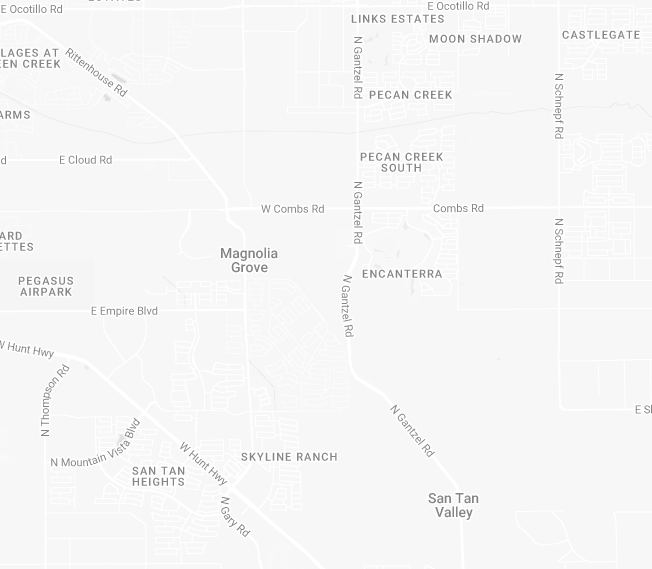 E Ocotillo Rd
E Ocotillo Rd
LINKS ESTATES
MOON SHADOW
CASTLEGATE
LAGES AT
EN CREEK
Rittenhouse Rd
N Gantzel Rd
N Schnepf Rd
PECAN CREEK
ARMS
E Cloud Rd
PECAN CREEK
SOUTH
W Combs Rd
N Gantzel Rd
Combs Rd
N Schnepf Rd
ARD
ETTES
Magnolia
Grove
ENCANTERRA
PEGASUS
AIRPARK
E Empire Blvd
N Gantzel Rd
W Hunt Hwy
N Thompson Rd
N Gantzel Rd
N Mountain Vista Blvd
W Hunt Hwy
SKYLINE RANCH
SAN TAN
HEIGHTS
N Gary Rd
San Tan
Valley